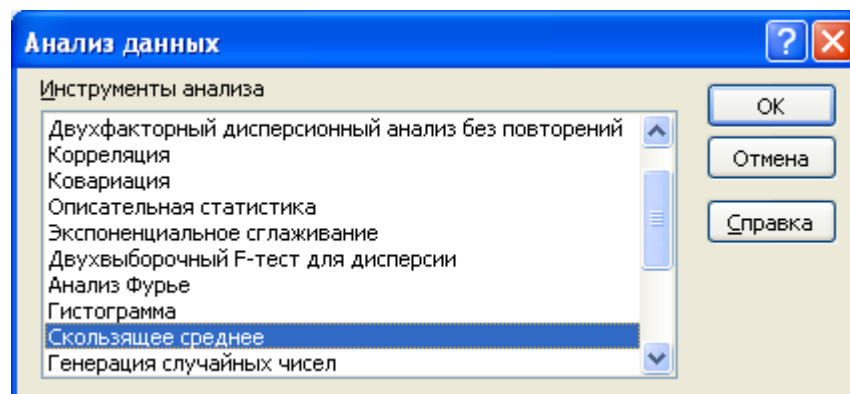 Анализ данных
Инструменты анализа
Двухфакторный дисперсионный анализ без повторений
Корреляция
Ковариация
Описательная статистика
Экспоненциальное сглаживание
Двухвыборочный F-тест для дисперсии
Анализ Фурье
Гистограмма
Скользящее среднее
Генерация случайных чисел
ОК
Отмена
Справка